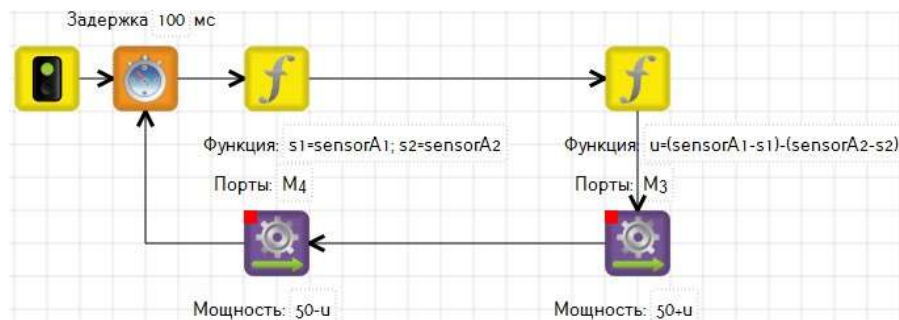 Задержка 100 мс
Функция: s1=sensorA1; s2=sensorA2
Функция: u=(sensorA1-s1)-(sensorA2-s2)
Порты: M4
Порты: M3
Мощность: 50-u
Мощность: 50+u